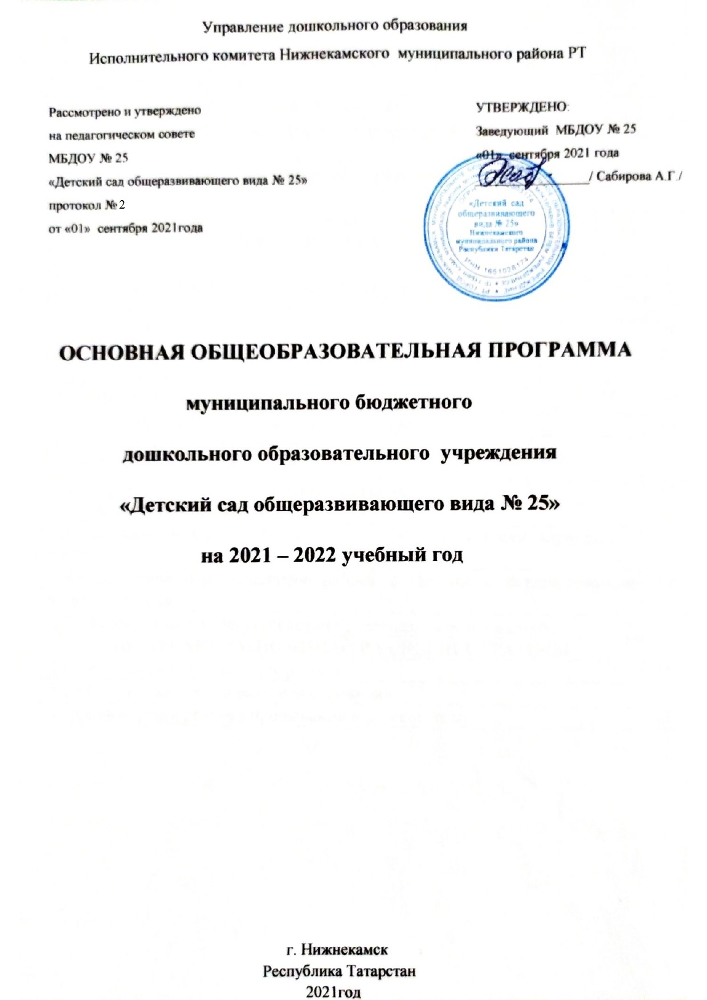 Управление дошкольного образования
Исполнительного комитета Нижнекамского муниципального района РТ
Рассмотрено и утверждено
на педагогическом совете
МБДОУ № 25
«Детский сад общеразвивающего вида № 25»
протокол № 2
от «01» сентября 2021года
УТВЕРЖДЕНО:
Заведующий МБДОУ № 25
«01» сентября 2021 года
/ Сабирова А.Г./
«Детский сад
общеразвивающего
вида № 25»
Нижнекамского
муниципального района
Республики Татарстан
ИНН 1651028174
ОСНОВНАЯ ОБЩЕОБРАЗОВАТЕЛЬНАЯ ПРОГРАММА
муниципального бюджетного
дошкольного образовательного учреждения
«Детский сад общеразвивающего вида № 25»
на 2021 – 2022 учебный год
г. Нижнекамск
Республика Татарстан
2021год